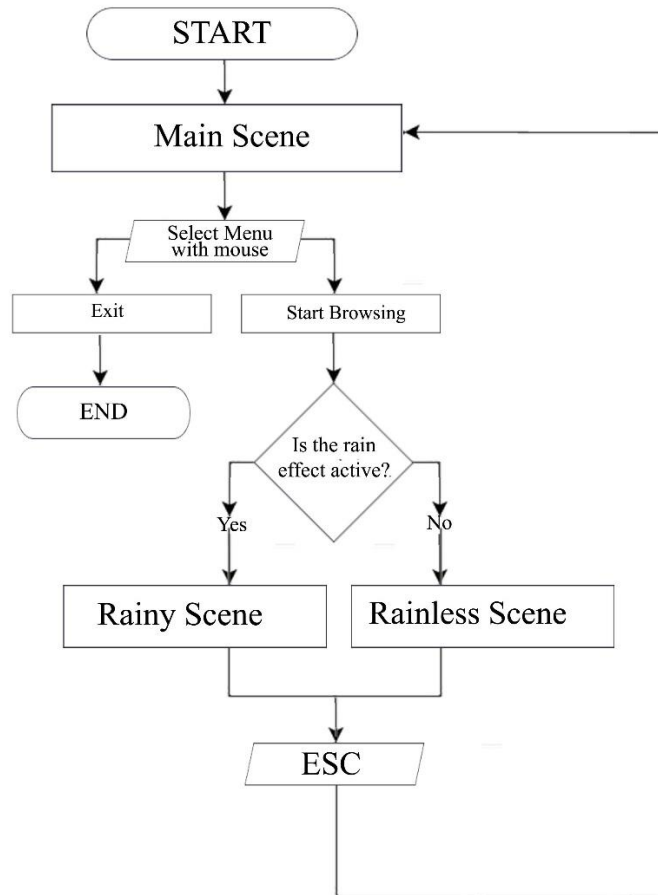 START
Main Scene
Select Menu
with mouse
Exit
Start Browsing
END
Is the rain
effect active?
Yes
No
Rainy Scene
Rainless Scene
ESC